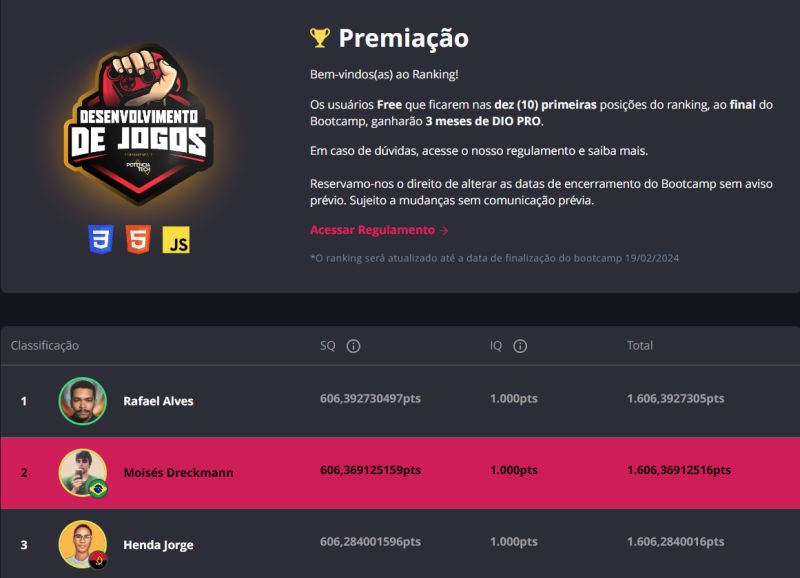 Premiação
Bem-vindos(as) ao Ranking!
Os usuários Free que ficarem nas dez (10) primeiras posições do ranking, ao final do
Bootcamp, ganharão 3 meses de DIO PRO.
Em caso de dúvidas, acesse o nosso regulamento e saiba mais.
Reservamo-nos o direito de alterar as datas de encerramento do Bootcamp sem aviso
prévio. Sujeito a mudanças sem comunicação prévia.
Acessar Regulamento →
*O ranking será atualizado até a data de finalização do bootcamp 19/02/2024
DESENVOLVIMENTO
DE JOGOS
POTÊNCIA
TECH
3 5 JS
Classificação SQ IQ Total
1 Rafael Alves 606,392730497pts 1.000pts 1.606,3927305pts
2 Moisés Dreckmann 606,369125159pts 1.000pts 1.606,36912516pts
3 Henda Jorge 606,284001596pts 1.000pts 1.606,2840016pts